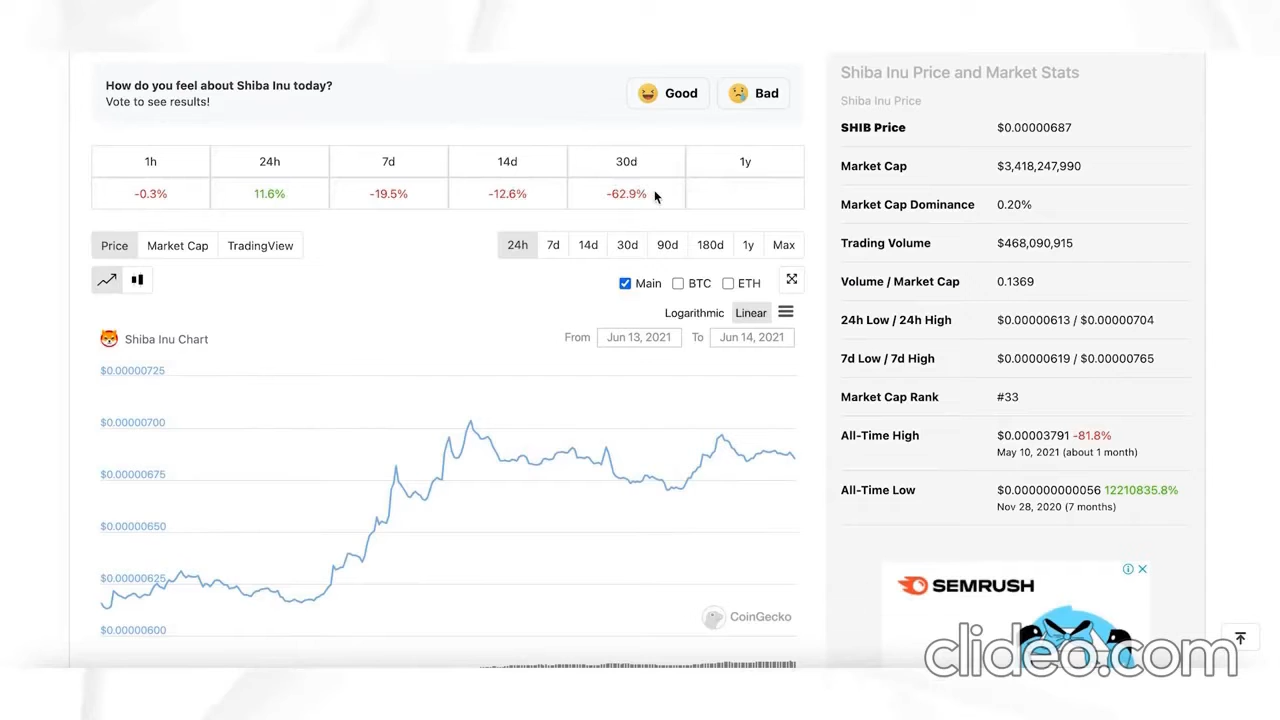 How do you feel about Shiba Inu today?
Vote to see results!
Good
Bad
1h 24h 7d 14d 30d 1y
-0.3% 11.6% -19.5% -12.6% -62.9%
Price Market Cap TradingView
24h 7d 14d 30d 90d 180d 1y Max
Main BTC ETH
Logarithmic Linear
Shiba Inu Chart
From Jun 13, 2021 To Jun 14, 2021
$0.00000725
$0.00000700
$0.00000675
$0.00000650
$0.00000625
$0.00000600
CoinGecko
Shiba Inu Price and Market Stats
Shiba Inu Price
SHIB Price $0.00000687
Market Cap $3,418,247,990
Market Cap Dominance 0.20%
Trading Volume $468,090,915
Volume / Market Cap 0.1369
24h Low / 24h High $0.00000613 / $0.00000704
7d Low / 7d High $0.00000619 / $0.00000765
Market Cap Rank #33
All-Time High $0.00003791 -81.8%
May 10, 2021 (about 1 month)
All-Time Low $0.000000000056 12210835.8%
Nov 28, 2020 (7 months)
SEMRUSH
clideo.com